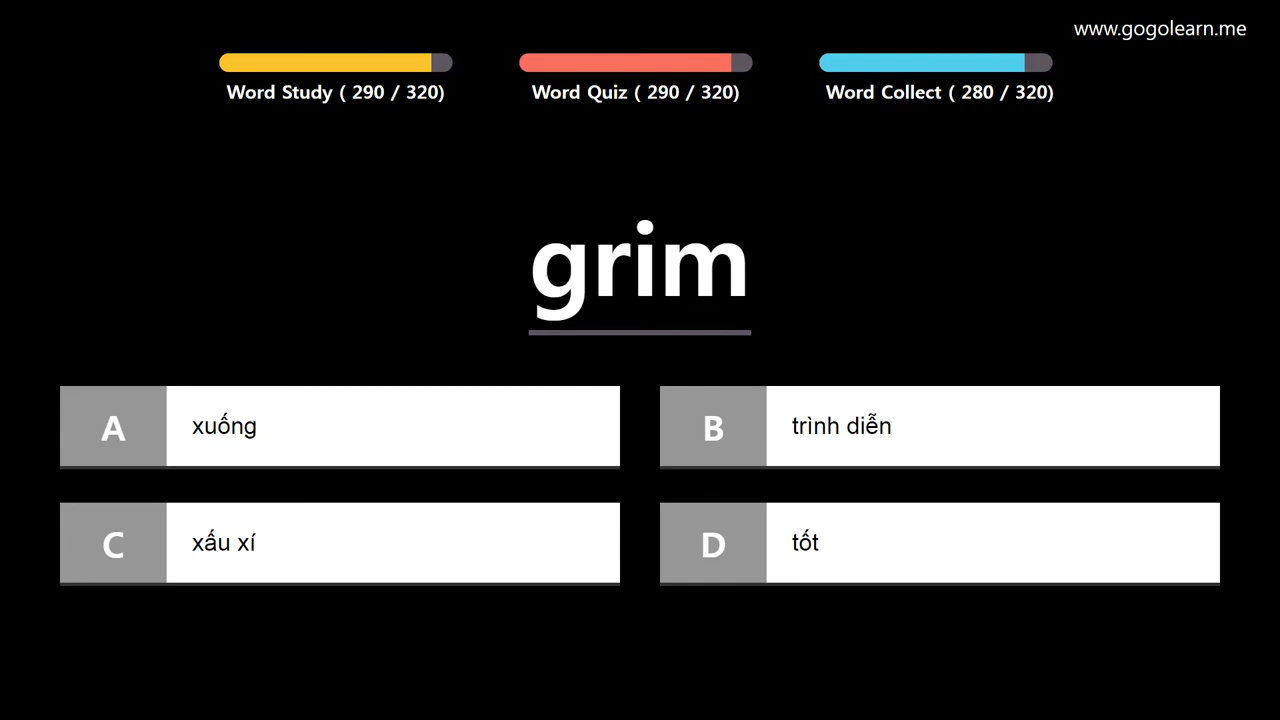 www.gogolearn.me
Word Study ( 290 / 320)
Word Quiz ( 290 / 320)
Word Collect ( 280 / 320)
grim
A xuống
B trình diễn
C xấu xí
D tốt